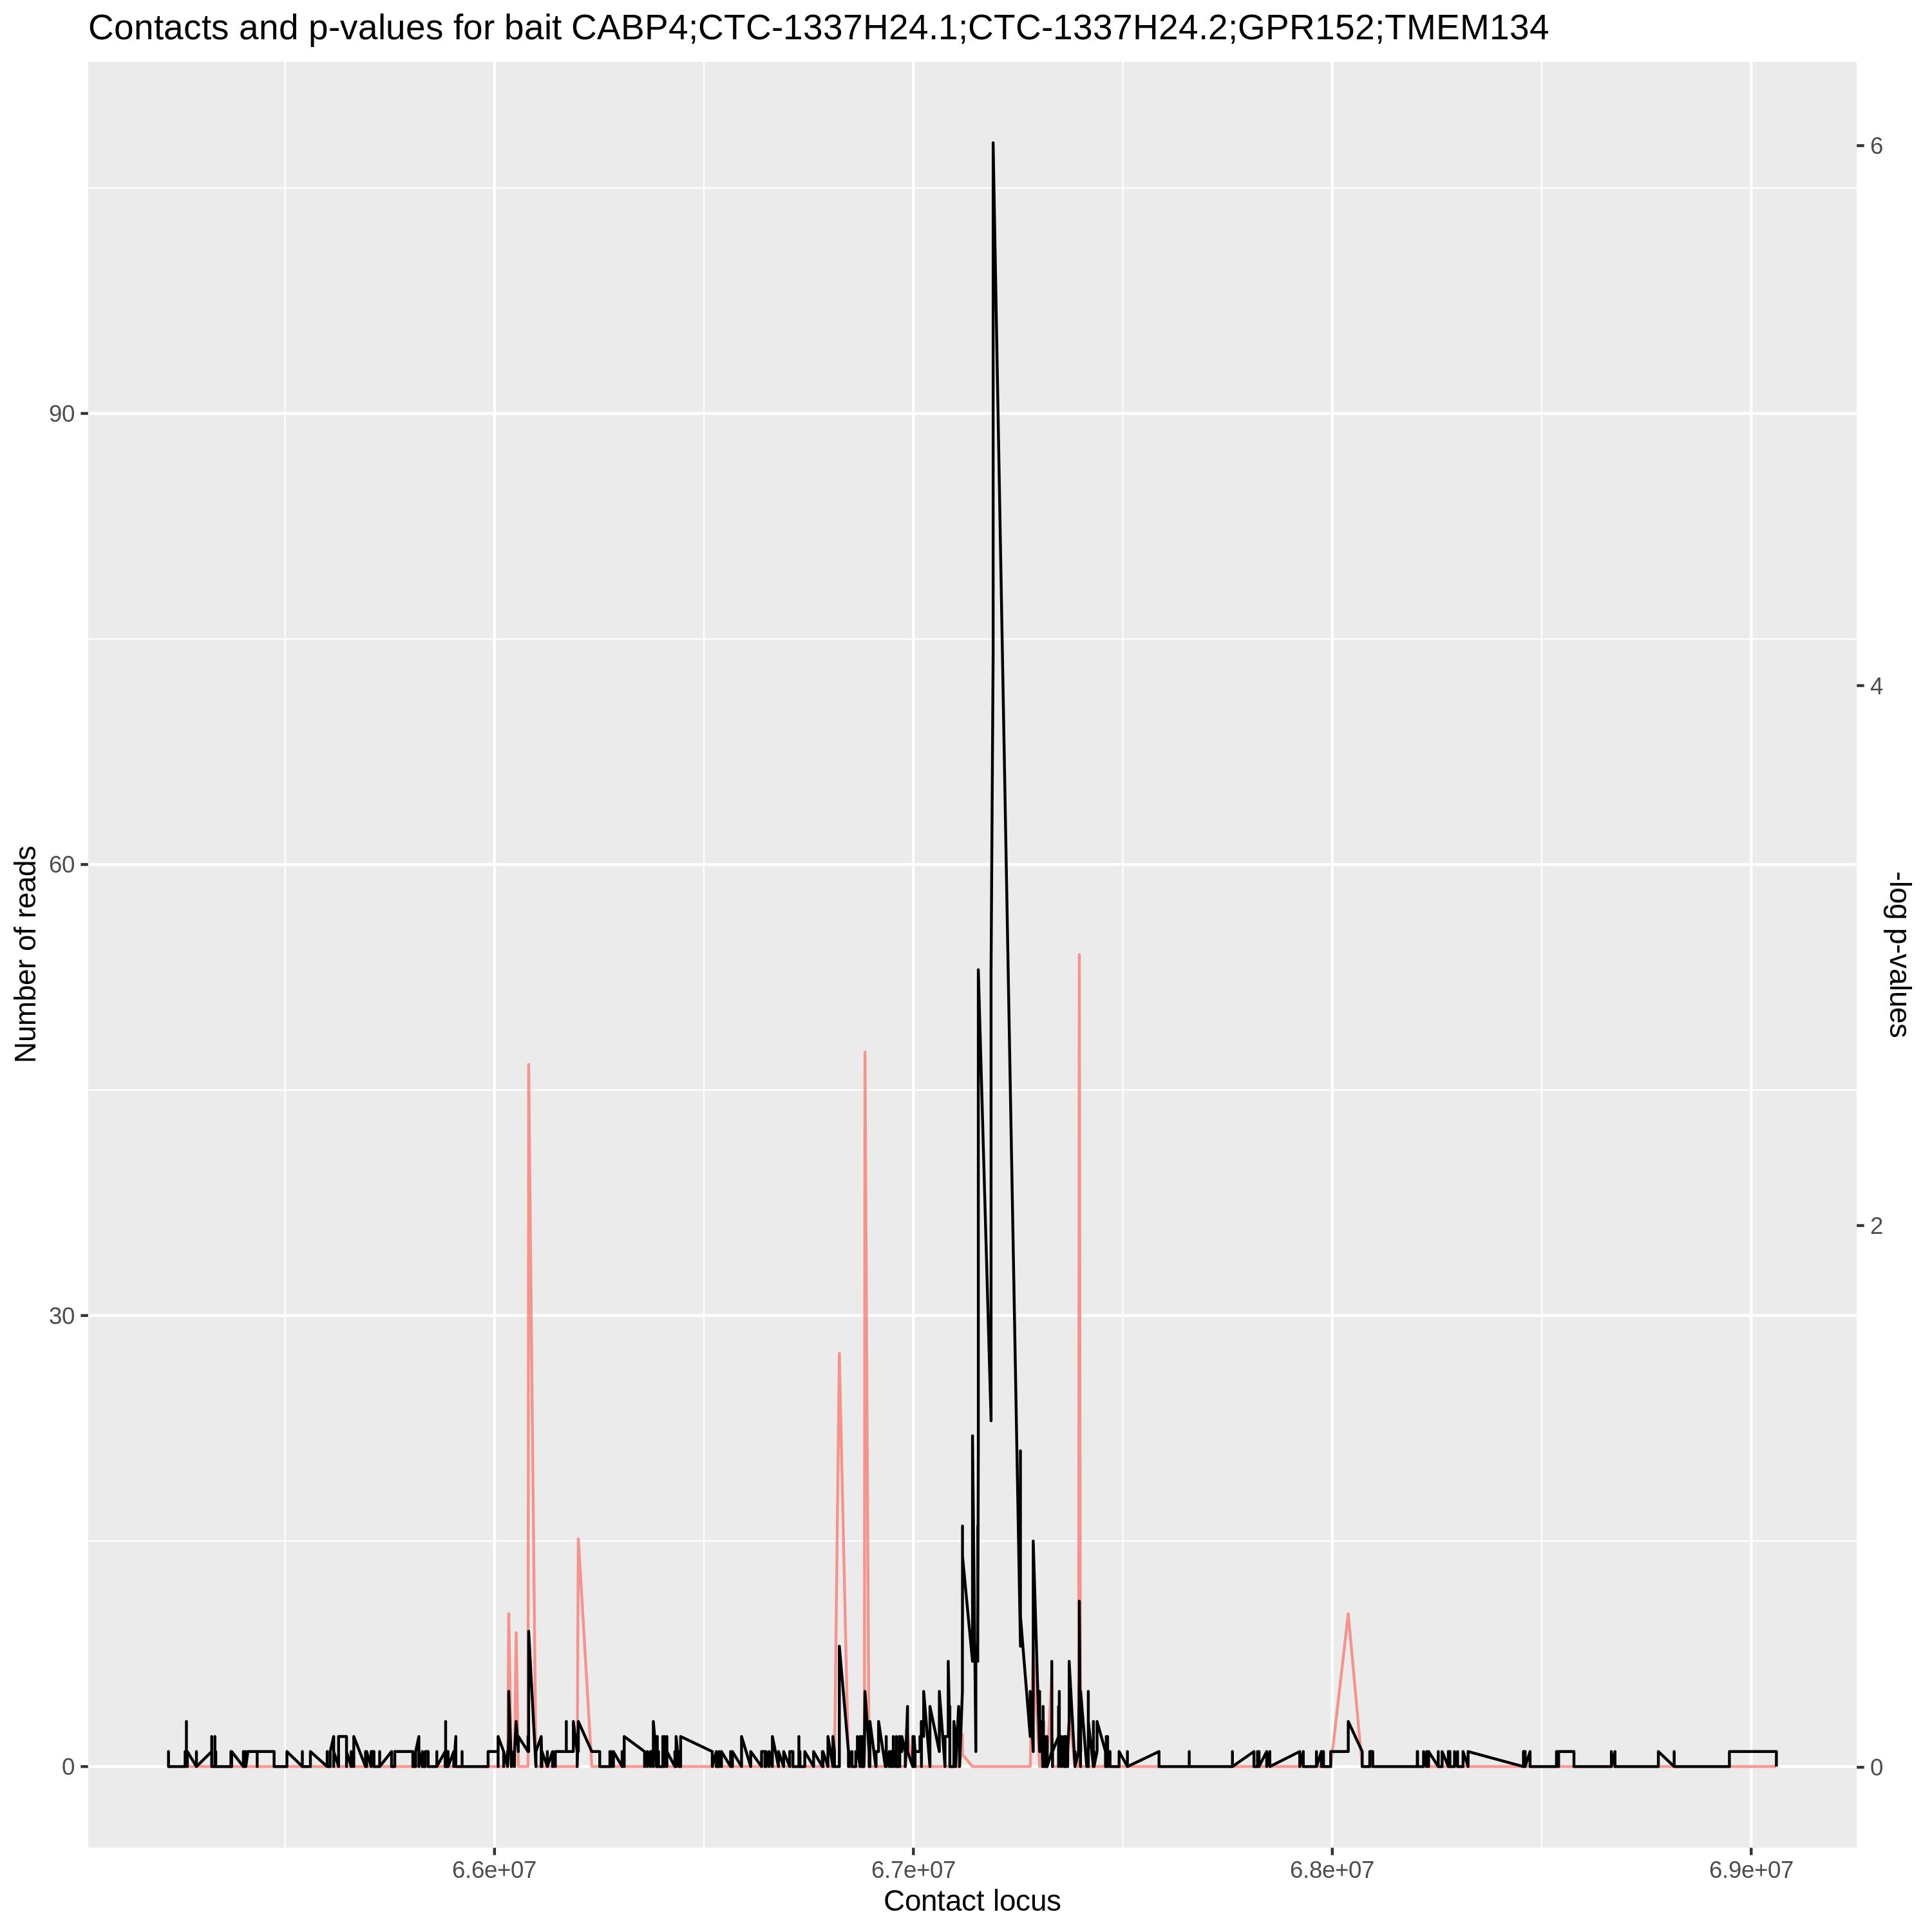 Contacts and p-values for bait CABP4;CTC-1337H24.1;CTC-1337H24.2;GPR152;TMEM134
Number of reads
90
60
30
0
6
4
2
0
-log p-values
6.6e+07
6.7e+07
6.8e+07
6.9e+07
Contact locus